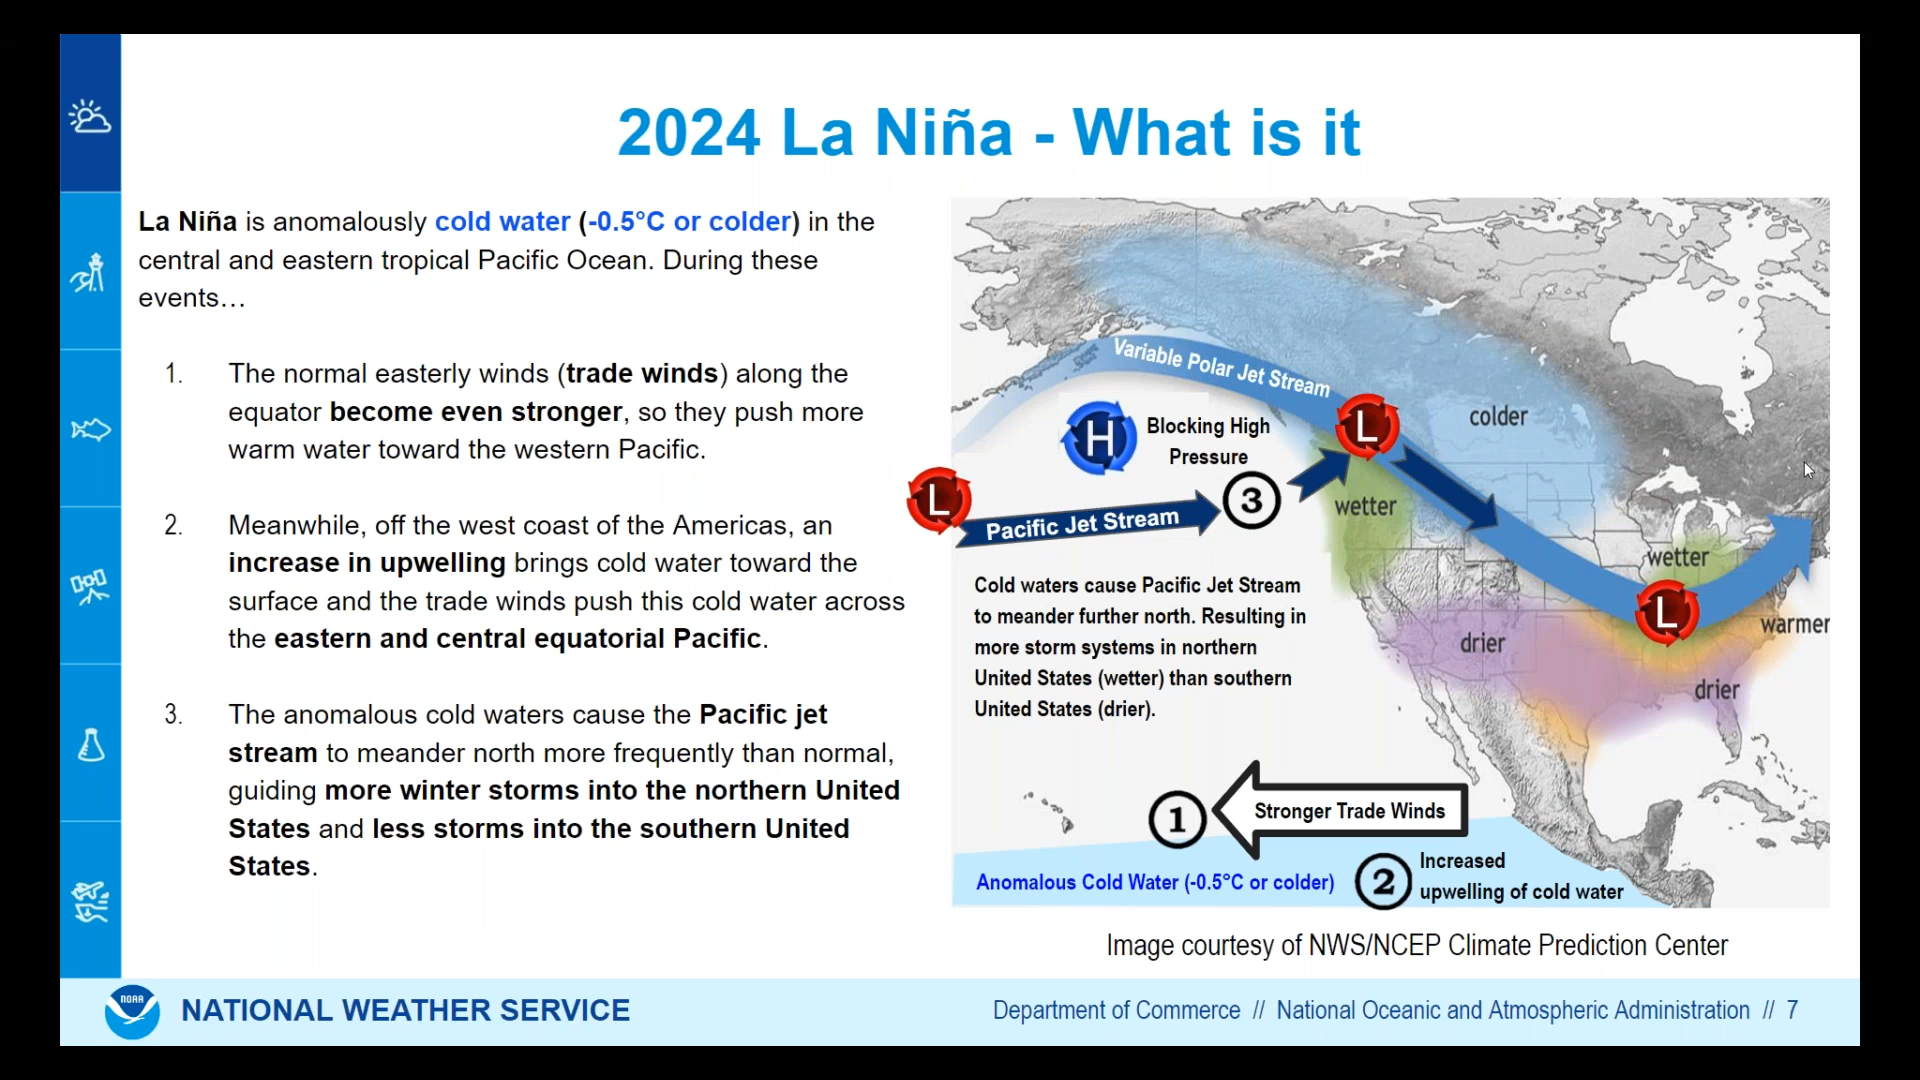 2024 La Niña - What is it
La Niña is anomalously cold water (-0.5°C or colder) in the
central and eastern tropical Pacific Ocean. During these
events…
1. The normal easterly winds (trade winds) along the
equator become even stronger, so they push more
warm water toward the western Pacific.
2. Meanwhile, off the west coast of the Americas, an
increase in upwelling brings cold water toward the
surface and the trade winds push this cold water across
the eastern and central equatorial Pacific.
3. The anomalous cold waters cause the Pacific jet
stream to meander north more frequently than normal,
guiding more winter storms into the northern United
States and less storms into the southern United
States.
Variable Polar Jet Stream
H
Blocking High
Pressure
L
colder
L
Pacific Jet Stream
3
wetter
wetter
L
warmer
drier
drier
Cold waters cause Pacific Jet Stream
to meander further north. Resulting in
more storm systems in northern
United States (wetter) than southern
United States (drier).
1
Stronger Trade Winds
Anomalous Cold Water (-0.5°C or colder)
2
Increased
upwelling of cold water
Image courtesy of NWS/NCEP Climate Prediction Center
NOAA
NATIONAL WEATHER SERVICE
Department of Commerce // National Oceanic and Atmospheric Administration // 7